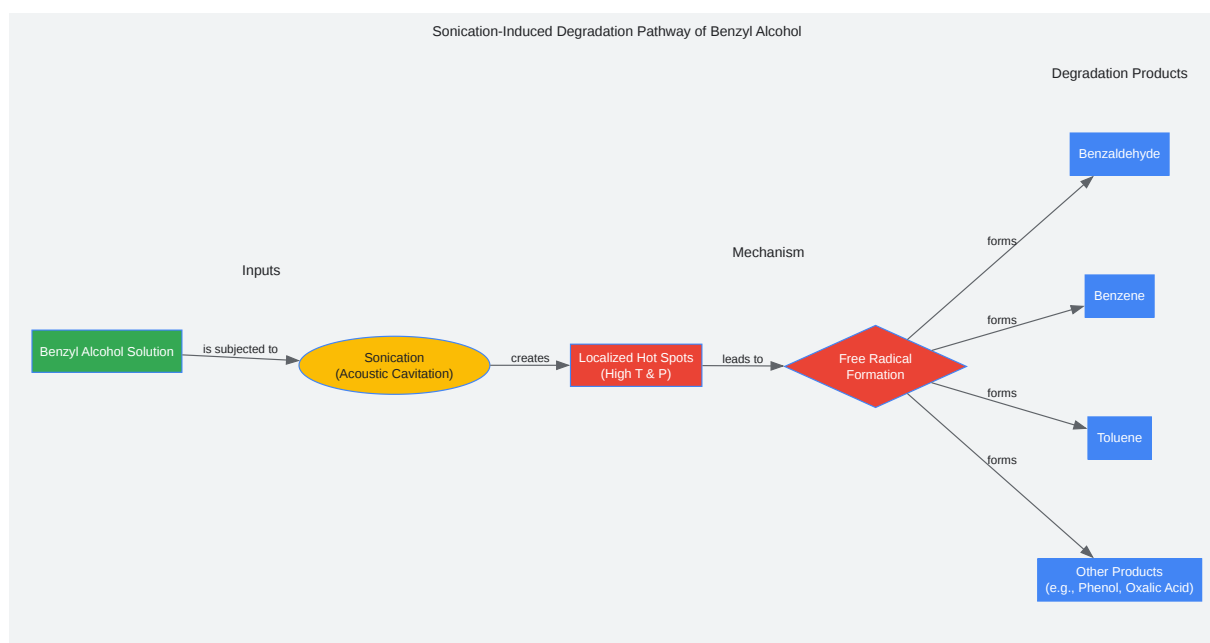 Sonication-Induced Degradation Pathway of Benzyl Alcohol
Degradation Products
Inputs
Mechanism
Benzyl Alcohol Solution
is subjected to
Sonication
(Acoustic Cavitation)
creates
Localized Hot Spots
(High T & P)
leads to
Free Radical
Formation
forms
Benzaldehyde
forms
Benzene
forms
Toluene
forms
Other Products
(e.g., Phenol, Oxalic Acid)